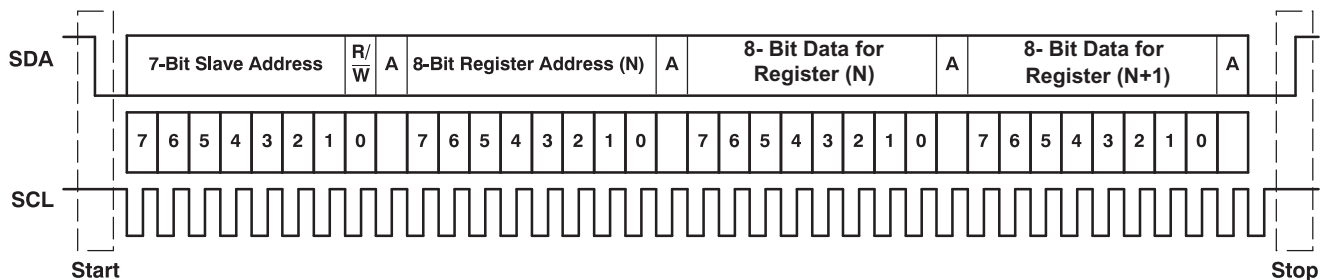 SDA
7-Bit Slave Address R/W A 8-Bit Register Address (N) A 8- Bit Data for Register (N) A 8- Bit Data for Register (N+1) A
7 6 5 4 3 2 1 0 7 6 5 4 3 2 1 0 7 6 5 4 3 2 1 0 7 6 5 4 3 2 1 0
SCL
Start Stop